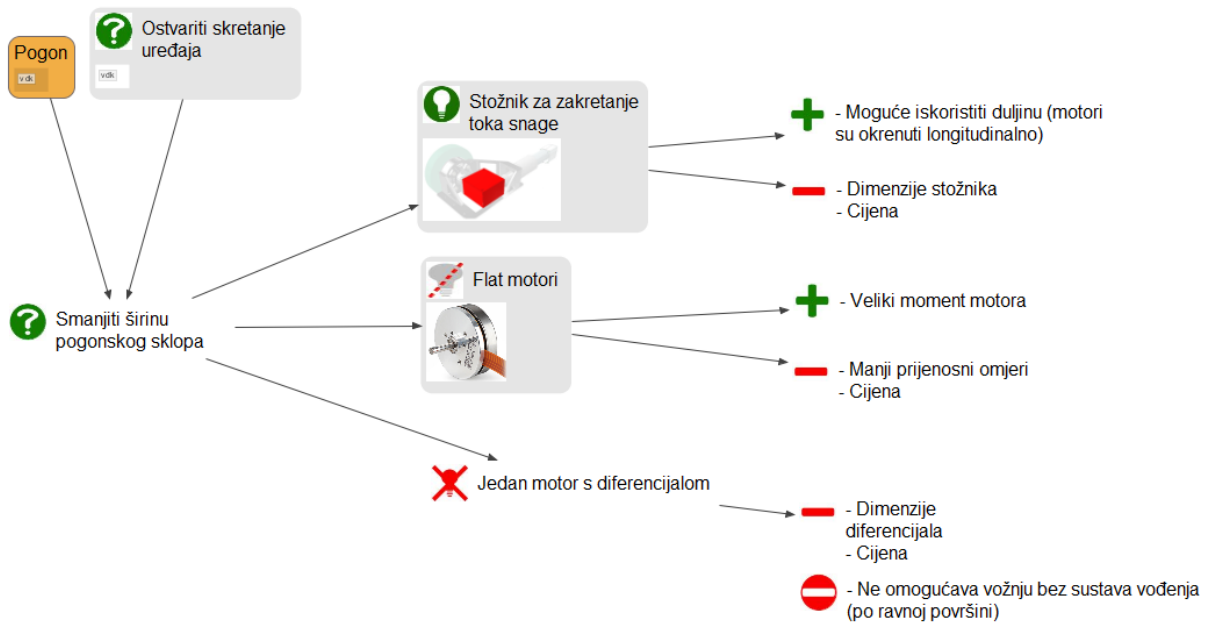 Pogon
vdk
Ostvariti skretanje
uređaja
vdk
Stožnik za zakretanje
toka snage
- Moguće iskoristiti duljinu (motori
su okrenuti longitudinalno)
- Dimenzije stožnika
- Cijena
Smanjiti širinu
pogonskog sklopa
Flat motori
- Veliki moment motora
- Manji prijenosni omjeri
- Cijena
Jedan motor s diferencijalom
- Dimenzije
diferencijala
- Cijena
- Ne omogućava vožnju bez sustava vođenja
(po ravnoj površini)